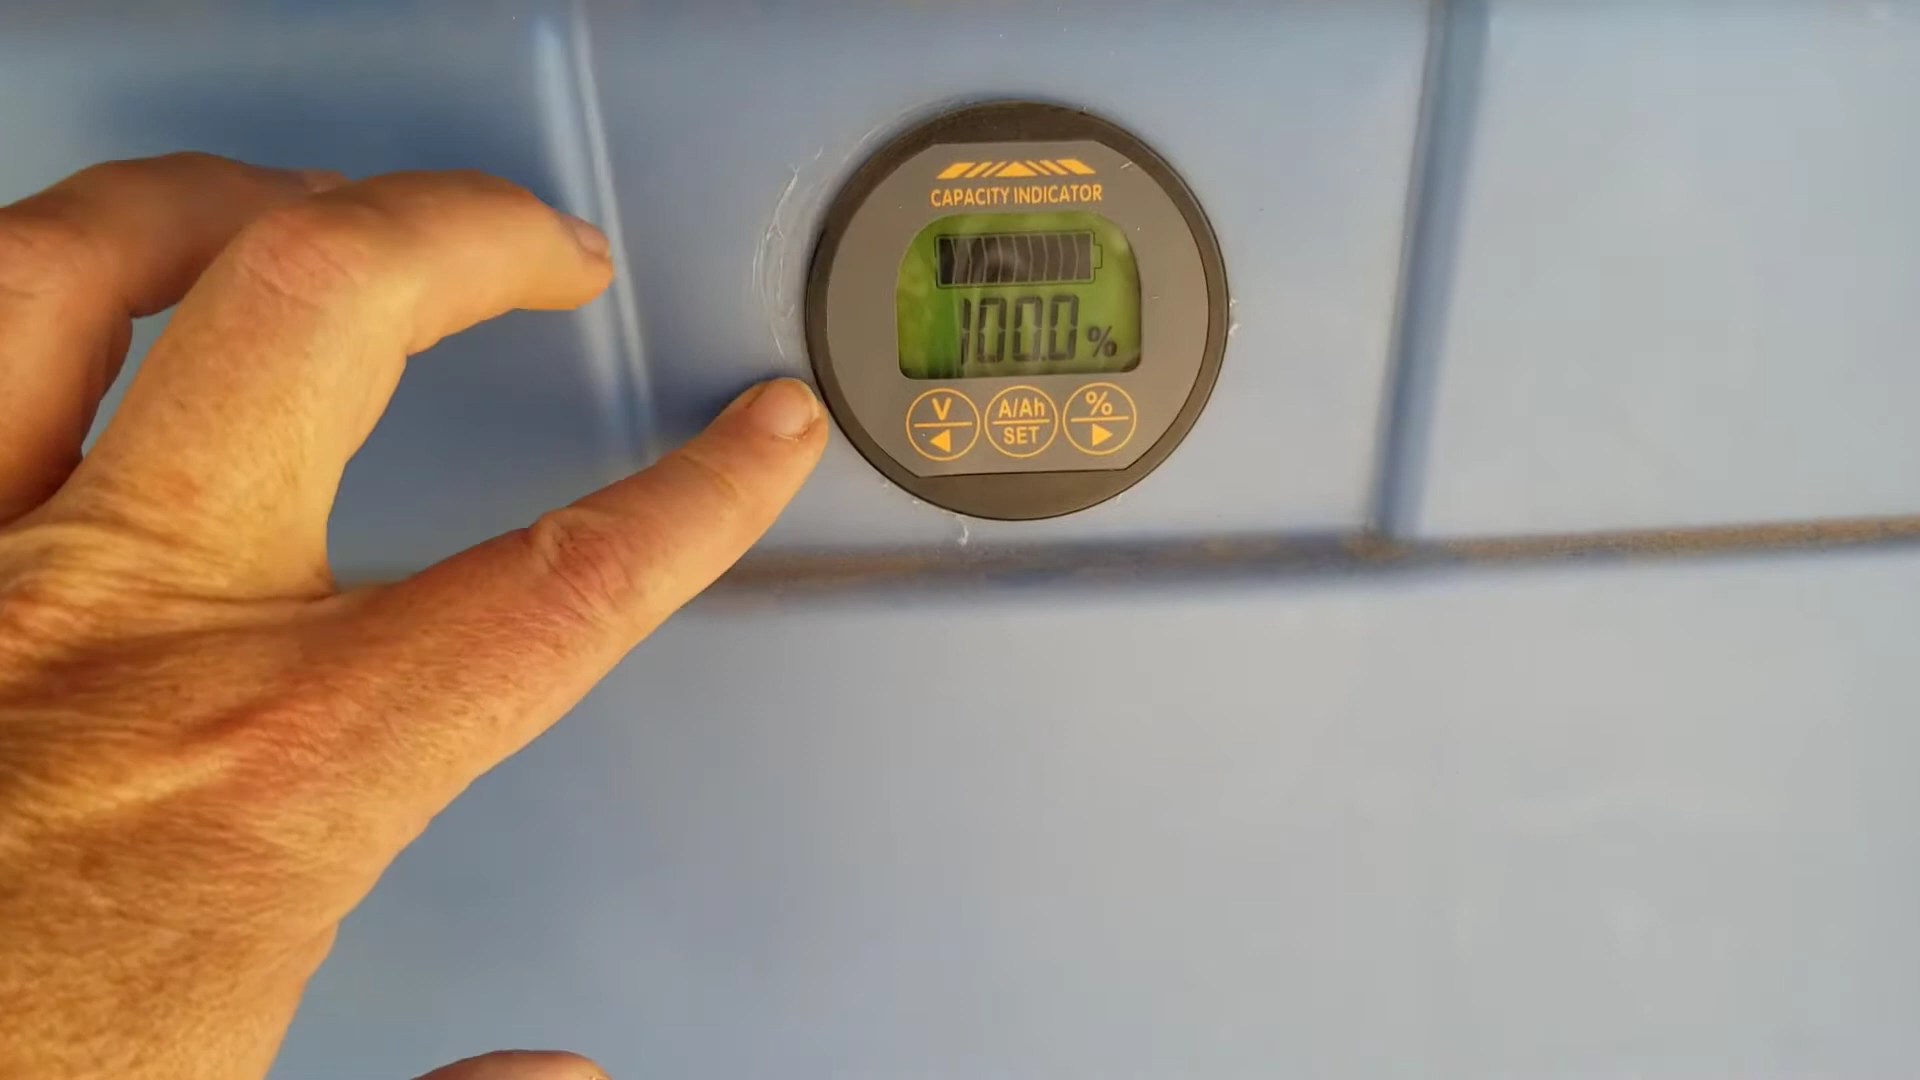 CAPACITY INDICATOR
100.0 %
V A/Ah %
SET